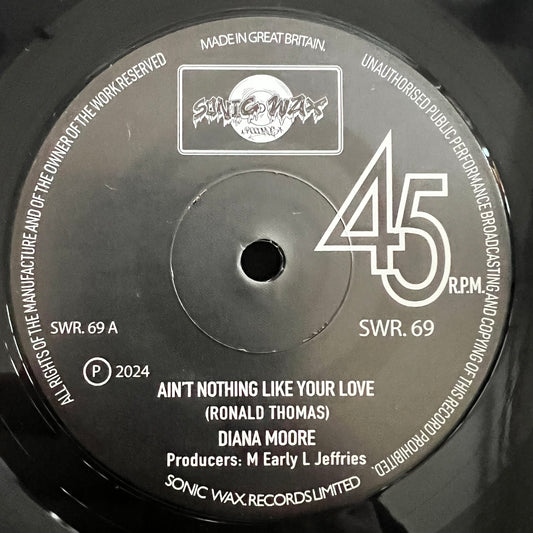 MADE IN GREAT BRITAIN.
ALL RIGHTS OF THE MANUFACTURE AND OF THE OWNER OF THE WORK RESERVED
UNAUTHORISED PUBLIC PERFORMANCE BROADCASTING AND COPYING OF THIS RECORD PROHIBITED.
SONIC WAX
45
R.P.M.
SWR. 69 A
SWR. 69
P 2024
AIN'T NOTHING LIKE YOUR LOVE
(RONALD THOMAS)
DIANA MOORE
Producers: M Early L Jeffries
SONIC WAX RECORDS LIMITED